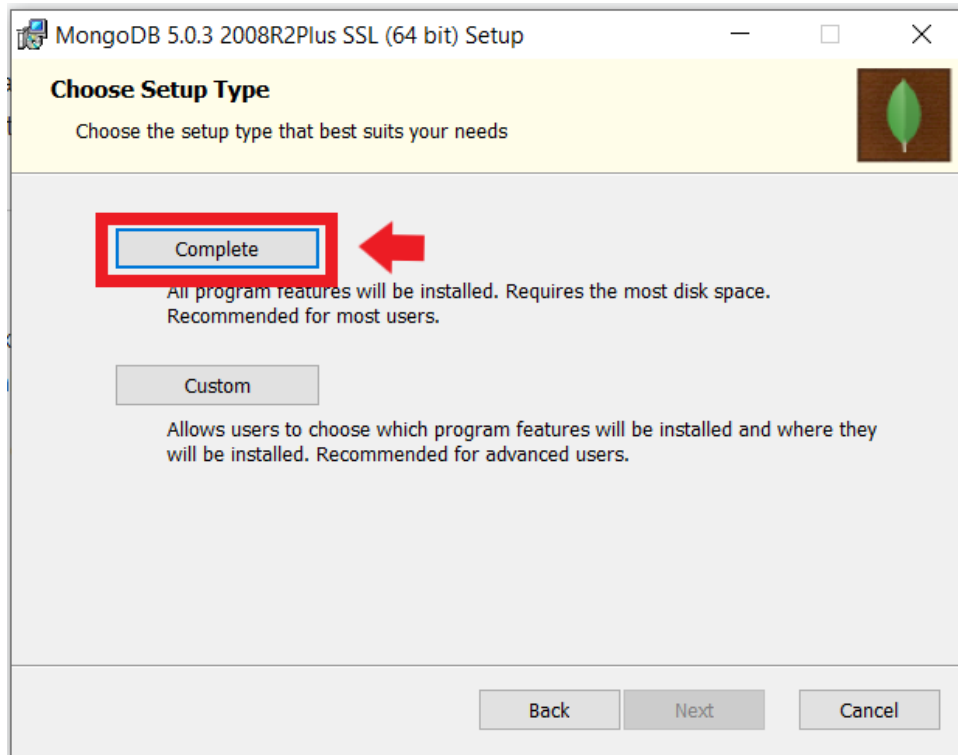 MongoDB 5.0.3 2008R2Plus SSL (64 bit) Setup
Choose Setup Type
Choose the setup type that best suits your needs
Complete
All program features will be installed. Requires the most disk space.
Recommended for most users.
Custom
Allows users to choose which program features will be installed and where they
will be installed. Recommended for advanced users.
Back
Next
Cancel